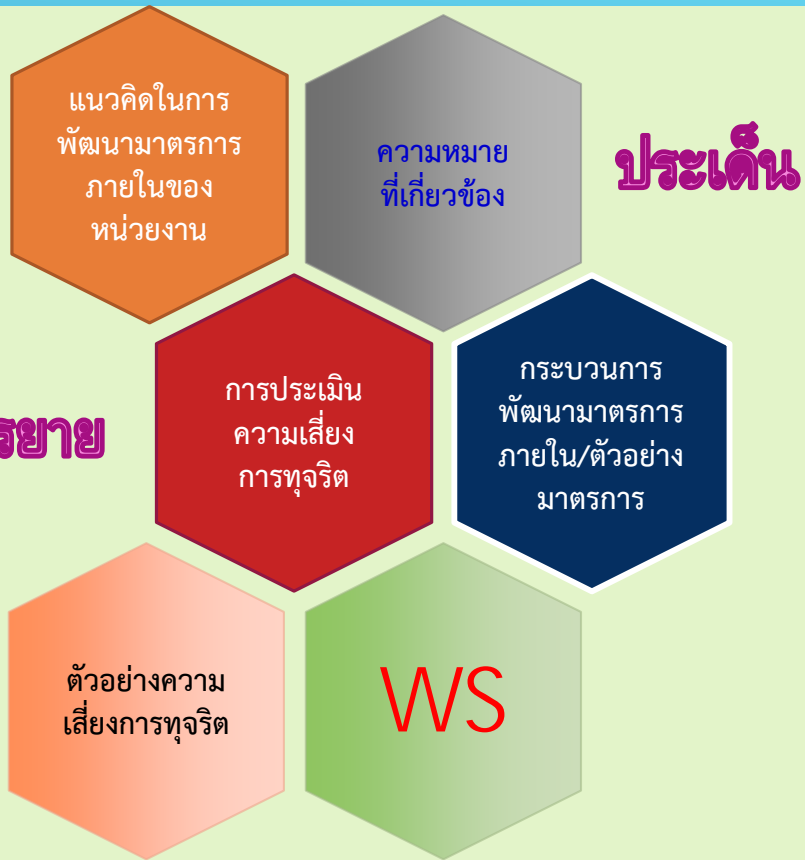 แนวคิดในการ
พัฒนามาตรการ
ภายในของ
หน่วยงาน
ความหมาย
ที่เกี่ยวข้อง
ประเด็น
รยาย
การประเมิน
ความเสี่ยง
การทุจริต
กระบวนการ
พัฒนามาตรการ
ภายใน/ตัวอย่าง
มาตรการ
ตัวอย่างความ
เสี่ยงการทุจริต
WS